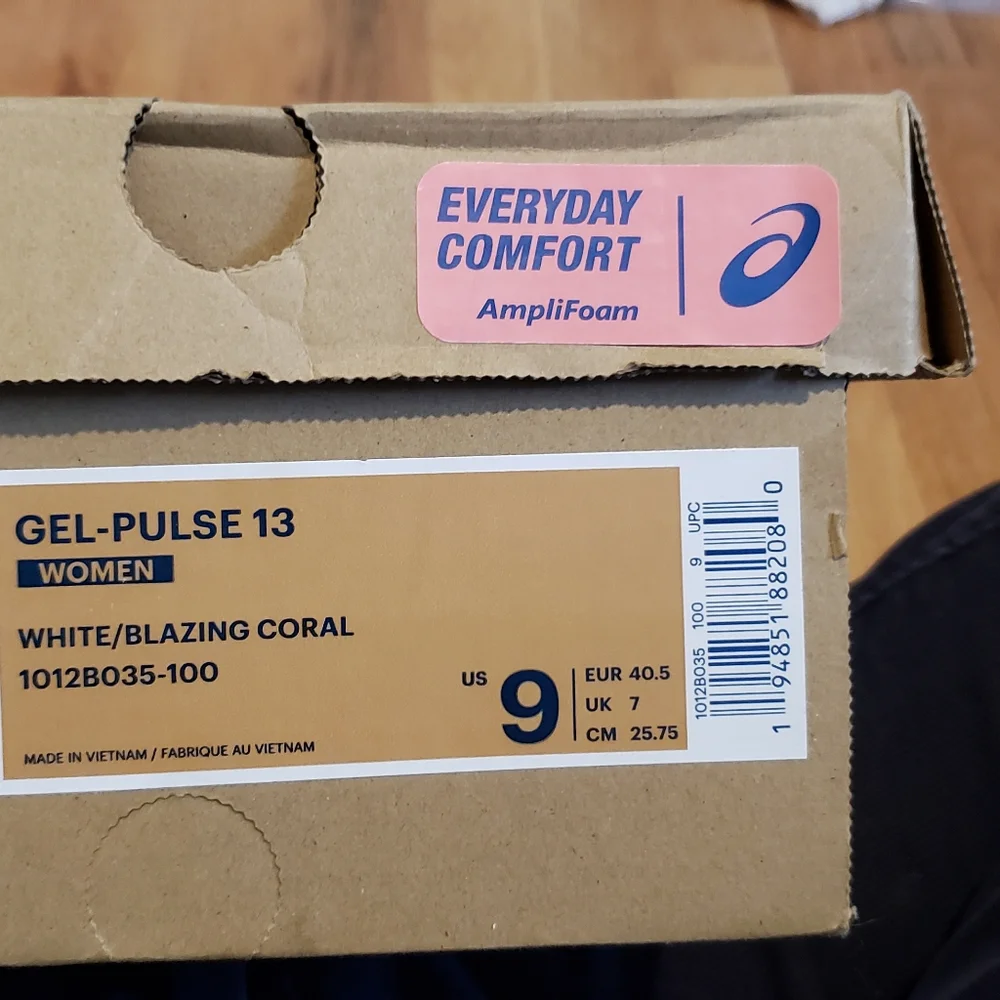 EVERYDAY
COMFORT
AmpliFoam
GEL-PULSE 13
WOMEN
WHITE/BLAZING CORAL
1012B035-100
US 9
EUR 40.5
UK 7
CM 25.75
MADE IN VIETNAM / FABRIQUE AU VIETNAM
1012B035 100 9 UPC
1 94851 88208 0